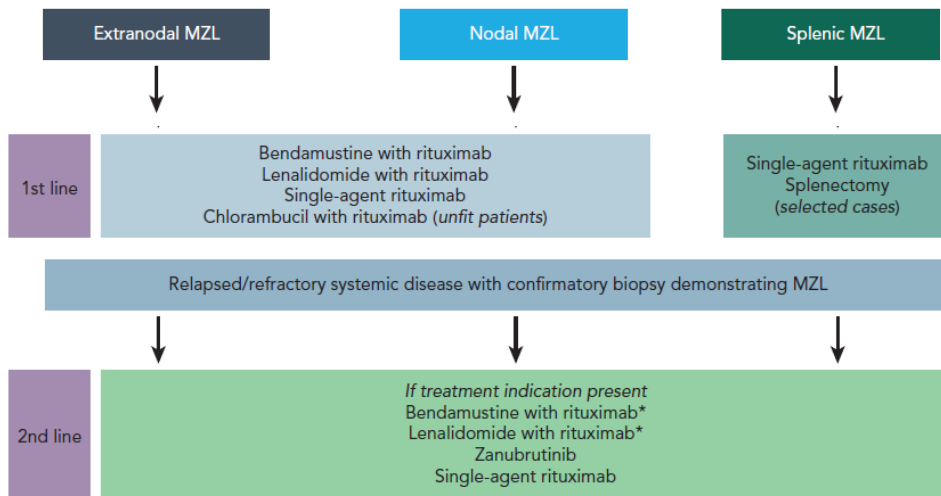 Extranodal MZL
Nodal MZL
Splenic MZL
1st line
Bendamustine with rituximab
Lenalidomide with rituximab
Single-agent rituximab
Chlorambucil with rituximab (unfit patients)
Single-agent rituximab
Splenectomy
(selected cases)
Relapsed/refractory systemic disease with confirmatory biopsy demonstrating MZL
2nd line
If treatment indication present
Bendamustine with rituximab*
Lenalidomide with rituximab*
Zanubrutinib
Single-agent rituximab